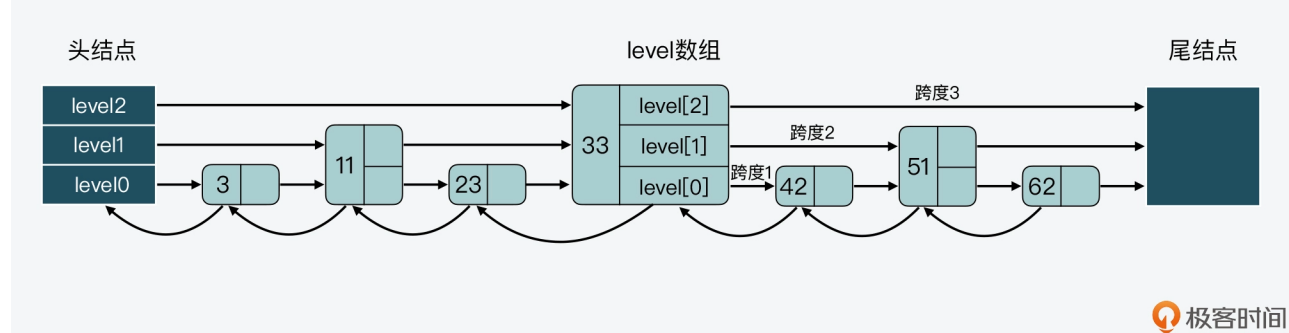 头结点
level数组
尾结点
level2
level[2]
跨度3
level1
11
33
level[1]
跨度2
51
level0
3
23
level[0]
跨度1
42
62
极客时间